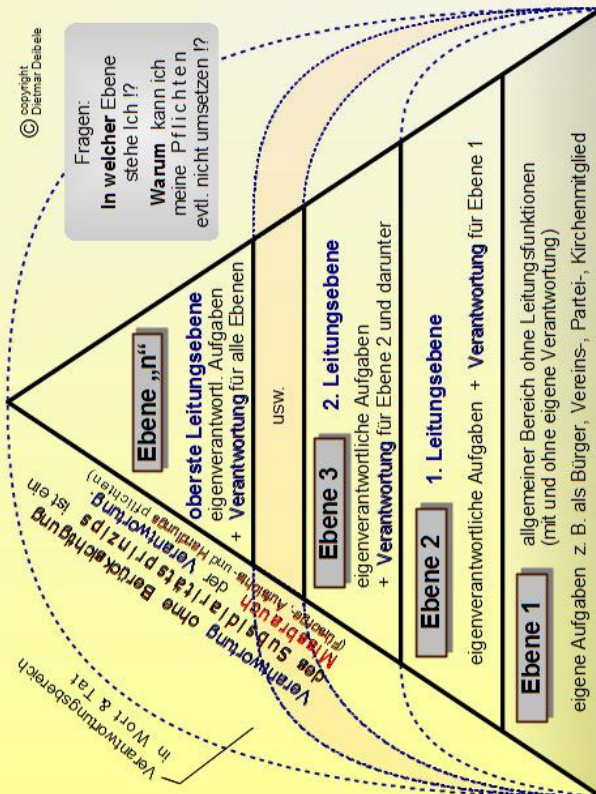 © copyright
Dietmar Deibele
Fragen:
In welcher Ebene
stehe Ich !?
Warum kann ich
meine Pflichten
evtl. nicht umsetzen !?
Verantwortungsbereich
in Wort & Tat
Verantwortung ohne Berücksichtigung
des Subsidiaritätsprinzips ist ein
Missbrauch der Verantwortung.
(Fürsorge-, Aufsichts- und Handlungspflichten)
Ebene „n"
oberste Leitungsebene
eigenverantwortl. Aufgaben
+ Verantwortung für alle Ebenen
usw.
Ebene 3
2. Leitungsebene
eigenverantwortliche Aufgaben
+ Verantwortung für Ebene 2 und darunter
Ebene 2
1. Leitungsebene
eigenverantwortliche Aufgaben + Verantwortung für Ebene 1
Ebene 1
allgemeiner Bereich ohne Leitungsfunktionen
(mit und ohne eigene Verantwortung)
eigene Aufgaben z. B. als Bürger, Vereins-, Partei-, Kirchenmitglied